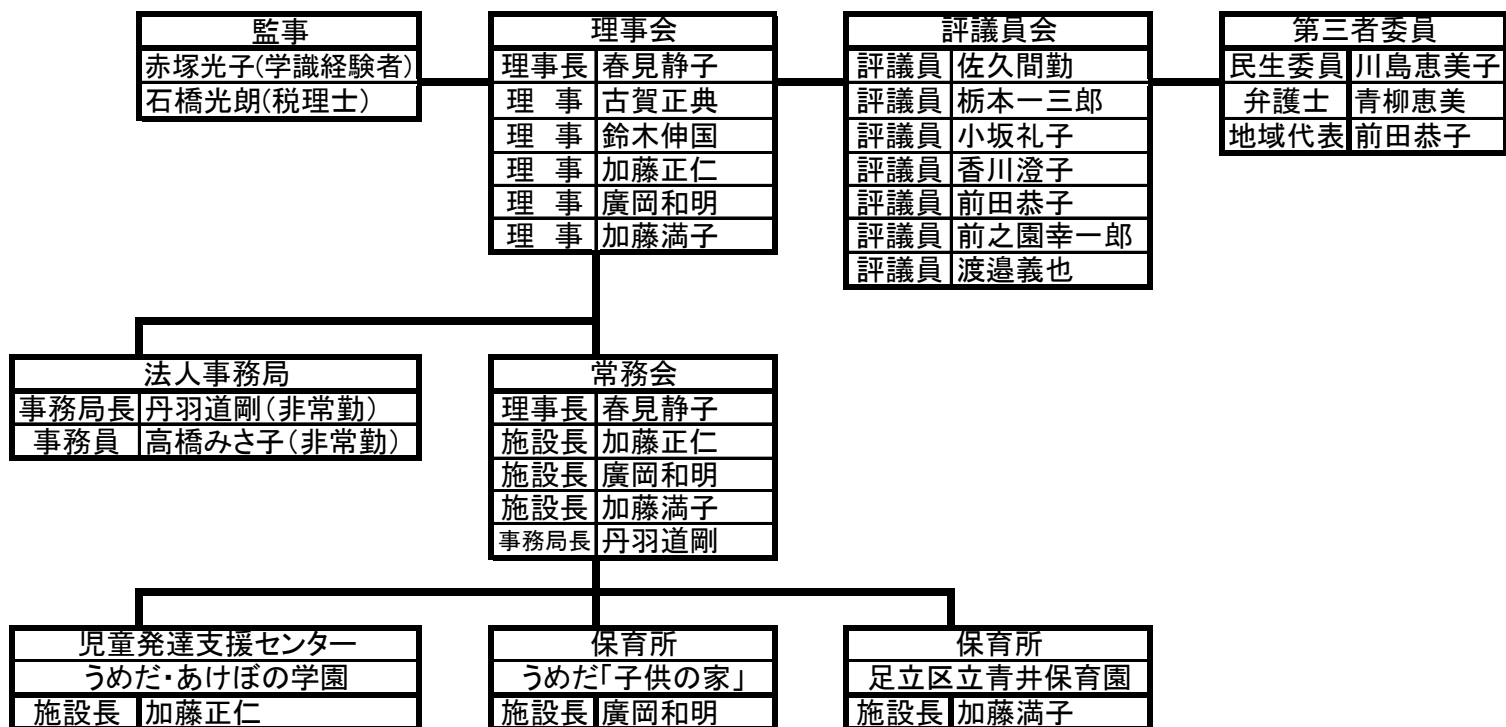 監事
赤塚光子(学識経験者)
石橋光朗(税理士)
理事会
理事長 春見静子
理 事 古賀正典
理 事 鈴木伸国
理 事 加藤正仁
理 事 廣岡和明
理 事 加藤満子
評議員会
評議員 佐久間勤
評議員 栃本一三郎
評議員 小坂礼子
評議員 香川澄子
評議員 前田恭子
評議員 前之園幸一郎
評議員 渡邉義也
第三者委員
民生委員 川島恵美子
弁護士 青柳恵美
地域代表 前田恭子
法人事務局
事務局長 丹羽道剛(非常勤)
事務員 高橋みさ子(非常勤)
常務会
理事長 春見静子
施設長 加藤正仁
施設長 廣岡和明
施設長 加藤満子
事務局長 丹羽道剛
児童発達支援センター
うめだ・あけぼの学園
施設長 加藤正仁
保育所
うめだ「子供の家」
施設長 廣岡和明
保育所
足立区立青井保育園
施設長 加藤満子